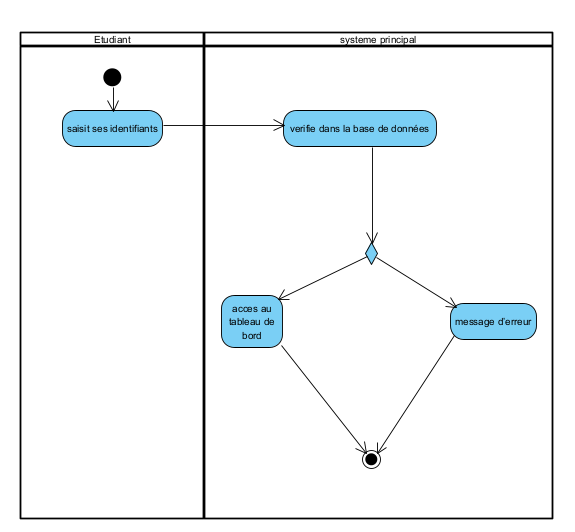 Etudiant
systeme principal
saisit ses identifiants
verifie dans la base de données
acces au
tableau de
bord
message d'erreur